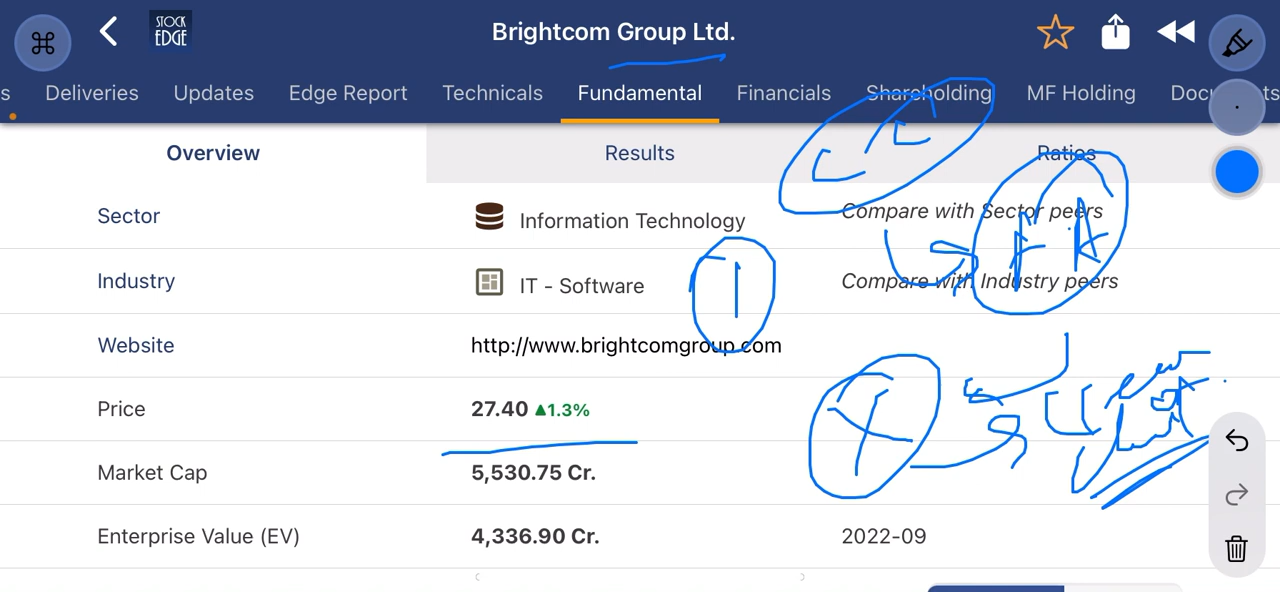 STOCK
EDGE
Brightcom Group Ltd.
s Deliveries Updates Edge Report Technicals Fundamental Financials Shareholding MF Holding
Overview Results Ratios
Sector Information Technology Compare with Sector peers
Industry IT - Software Compare with Industry peers
Website http://www.brightcomgroup.com
Price 27.40 ▲1.3%
Market Cap 5,530.75 Cr.
Enterprise Value (EV) 4,336.90 Cr. 2022-09